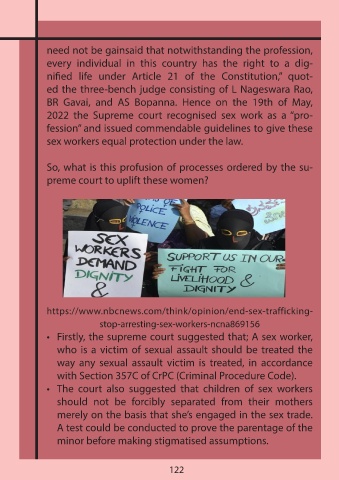 need not be gainsaid that notwithstanding the profession,
every individual in this country has the right to a dig-
nified life under Article 21 of the Constitution,” quot-
ed the three-bench judge consisting of L Nageswara Rao,
BR Gavai, and AS Bopanna. Hence on the 19th of May,
2022 the Supreme court recognised sex work as a “pro-
fession” and issued commendable guidelines to give these
sex workers equal protection under the law.
So, what is this profusion of processes ordered by the su-
preme court to uplift these women?
POLICE
VIOLENCE
SEX
WORKERS
DEMAND
DIGNITY
&
SUPPORT US IN OUR
FIGHT FOR
LIVELIHOOD &
DIGNITY
https://www.nbcnews.com/think/opinion/end-sex-trafficking-
stop-arresting-sex-workers-ncna869156
• Firstly, the supreme court suggested that; A sex worker,
who is a victim of sexual assault should be treated the
way any sexual assault victim is treated, in accordance
with Section 357C of CrPC (Criminal Procedure Code).
• The court also suggested that children of sex workers
should not be forcibly separated from their mothers
merely on the basis that she’s engaged in the sex trade.
A test could be conducted to prove the parentage of the
minor before making stigmatised assumptions.
122